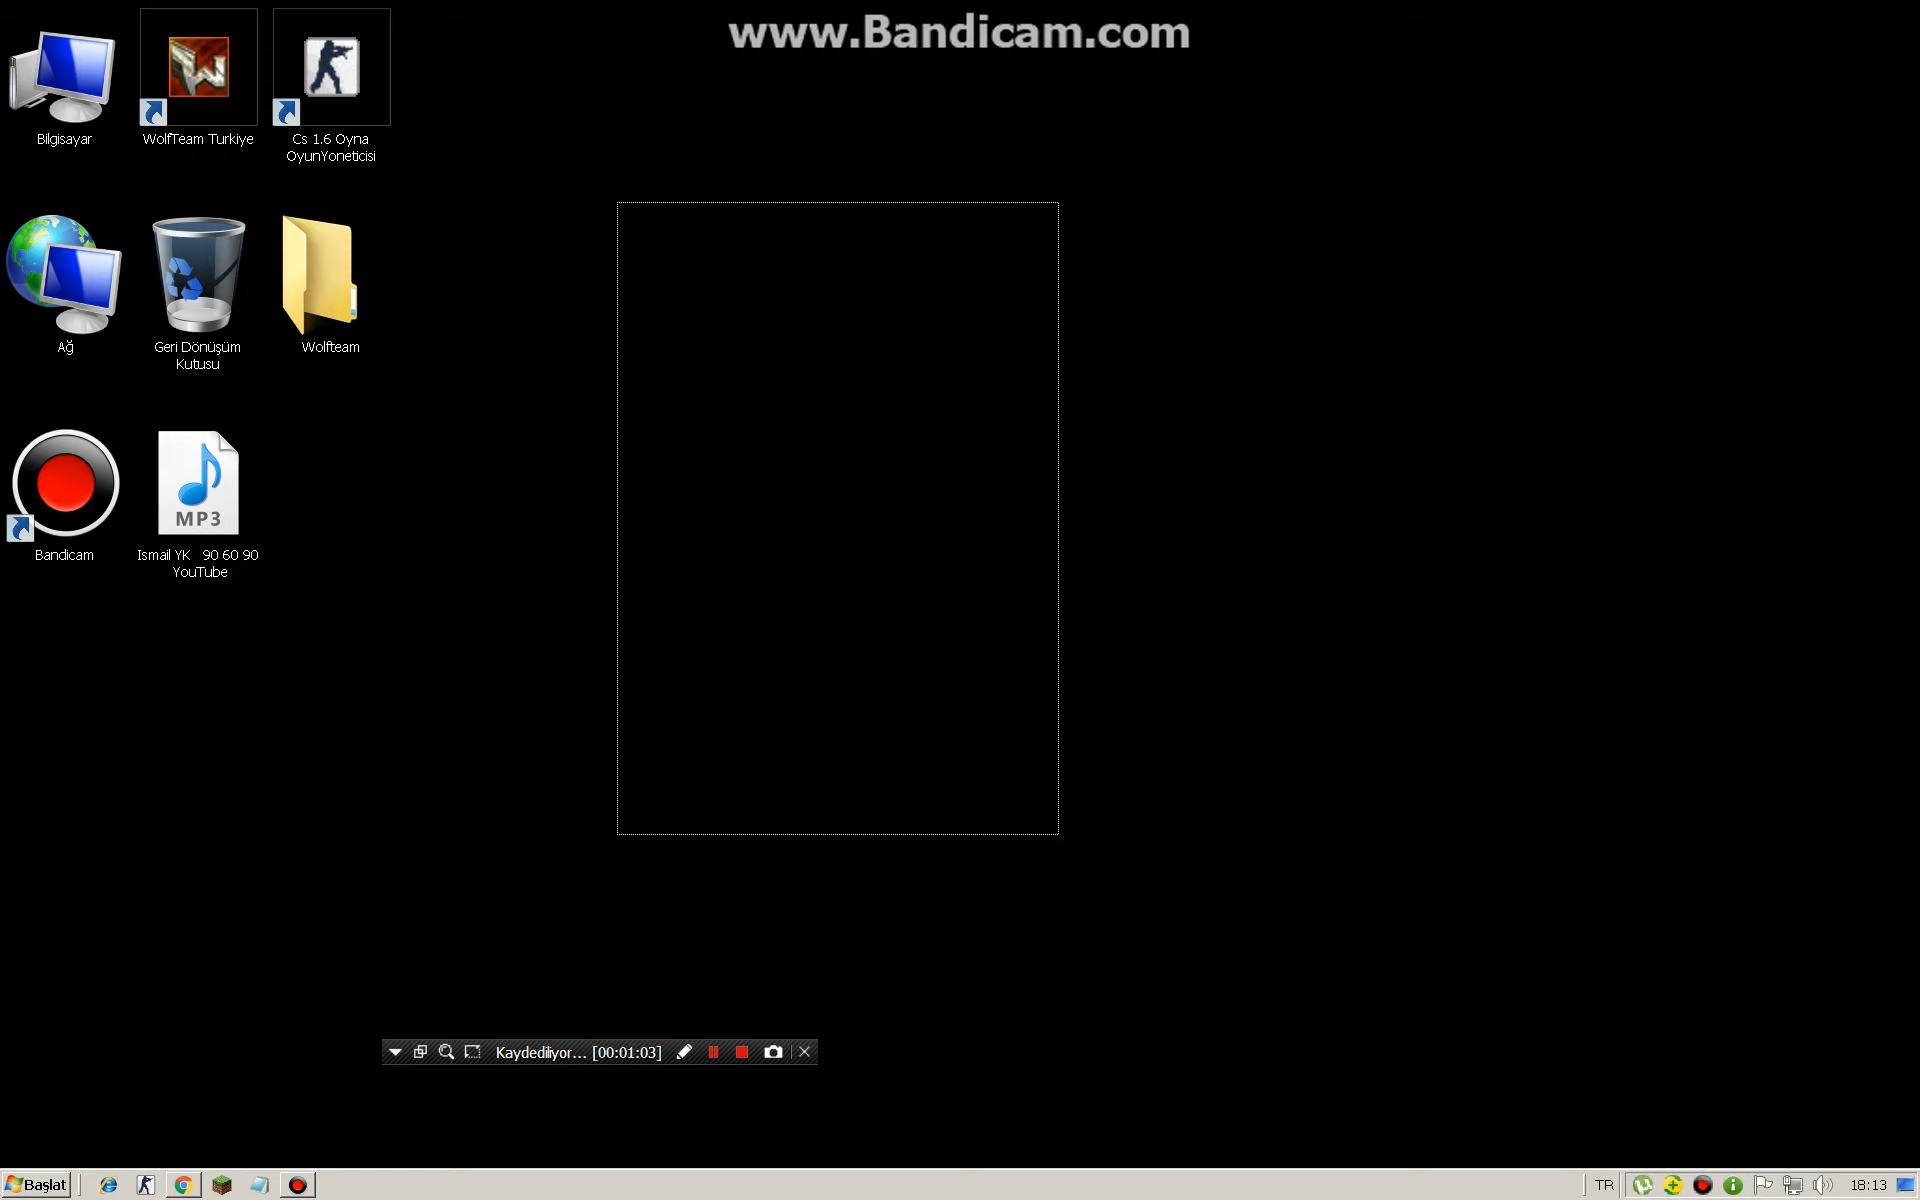 www.Bandicam.com
Bilgisayar
WolfTeam Turkiye
Cs 1.6 Oyna
OyunYoneticisi
Ağ
Geri Dönüşüm
Kutusu
Wolfteam
MP3
Bandicam
Ismail YK 90 60 90
YouTube
Kaydediliyor... [00:01:03]
Başlat
TR
18:13